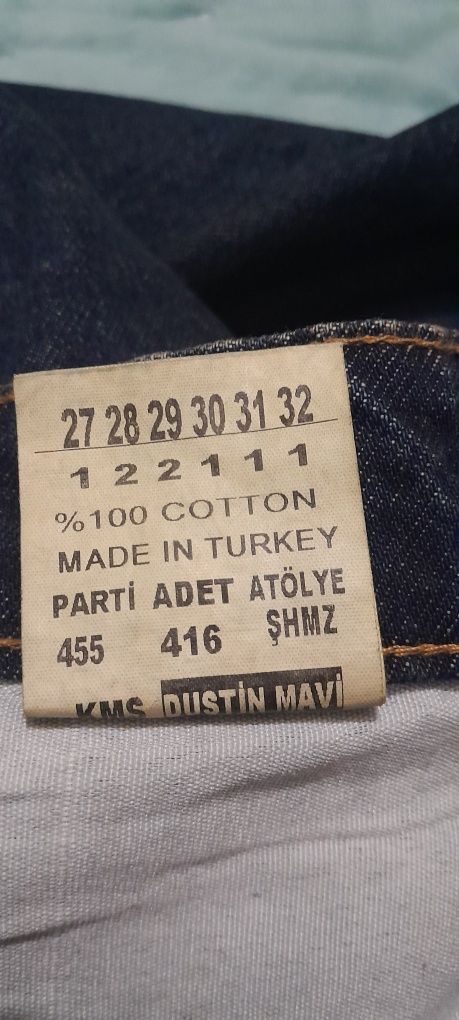 27 28 29 30 31 32
1 2 2 1 1 1
%100 COTTON
MADE IN TURKEY
PARTİ ADET ATÖLYE
455 416 ŞHMZ
KMS DUSTİN MAVİ